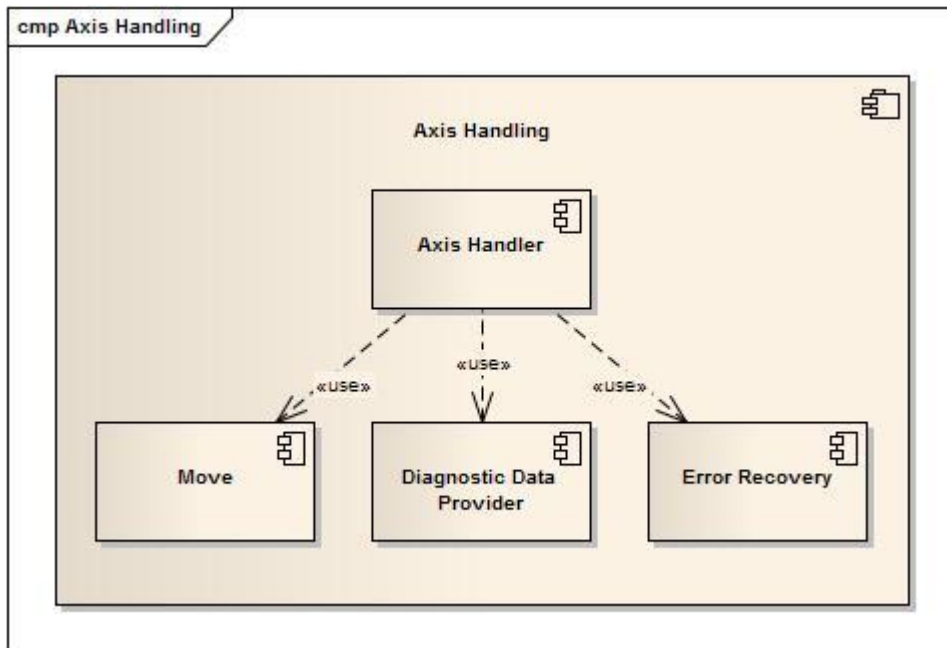 cmp Axis Handling
Axis Handling
Axis Handler
«use»
«use»
«use»
Move
Diagnostic Data
Provider
Error Recovery